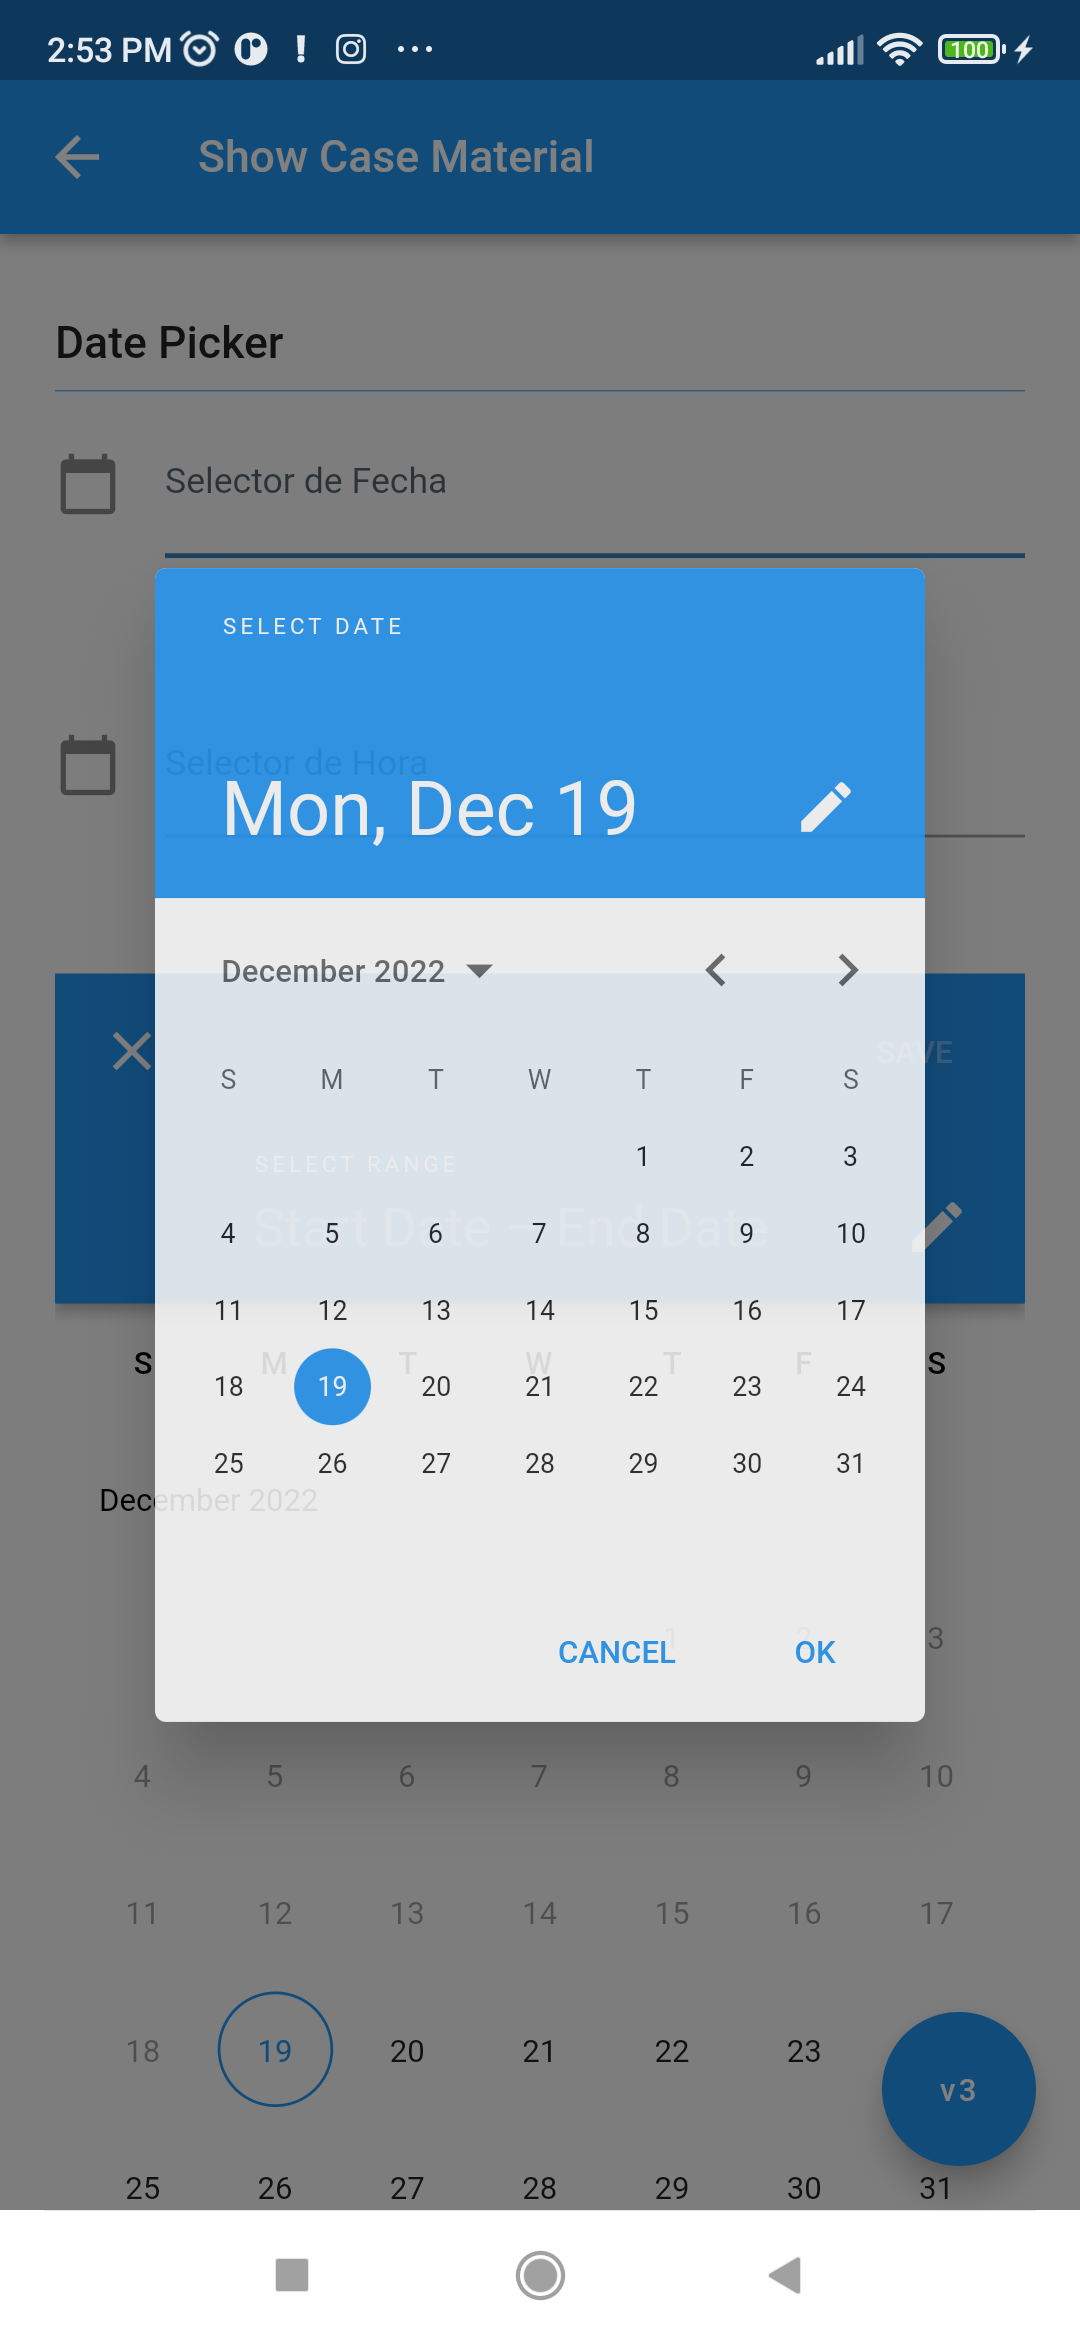 2:53 PM 100
Show Case Material
Date Picker
Selector de Fecha
SELECT DATE
Selector de Hora
Mon, Dec 19
December 2022
SAVE
S M T W T F S
SELECT RANGE
Start Date – End Date
1 2 3
4 5 6 7 8 9 10
11 12 13 14 15 16 17
S M T W T F S
18 19 20 21 22 23 24
25 26 27 28 29 30 31
December 2022
1 2 3
CANCEL OK
4 5 6 7 8 9 10
11 12 13 14 15 16 17
18 19 20 21 22 23
v3
25 26 27 28 29 30 31